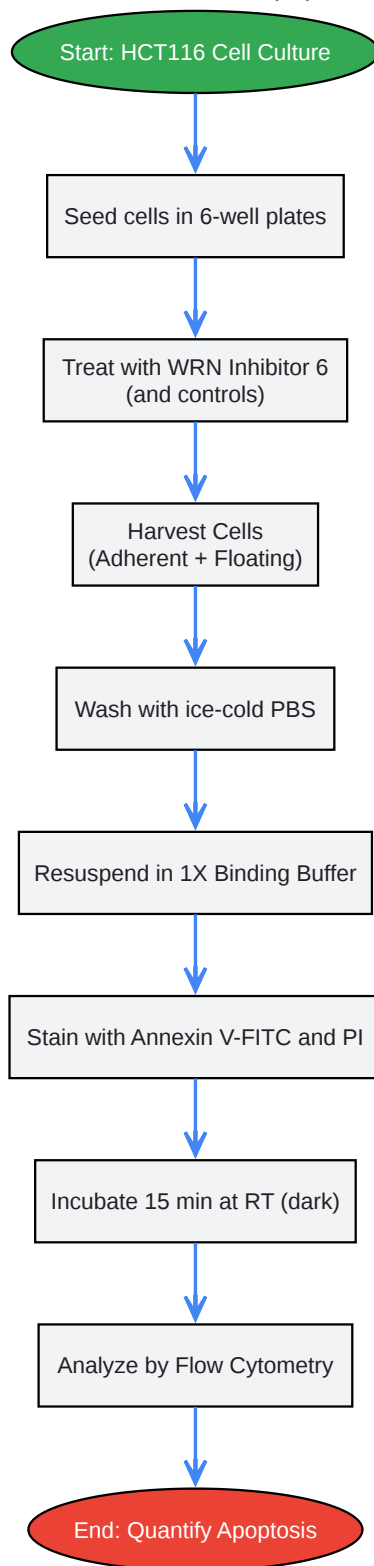 Start: HCT116 Cell Culture
Seed cells in 6-well plates
Treat with WRN Inhibitor 6
(and controls)
Harvest Cells
(Adherent + Floating)
Wash with ice-cold PBS
Resuspend in 1X Binding Buffer
Stain with Annexin V-FITC and PI
Incubate 15 min at RT (dark)
Analyze by Flow Cytometry
End: Quantify Apoptosis